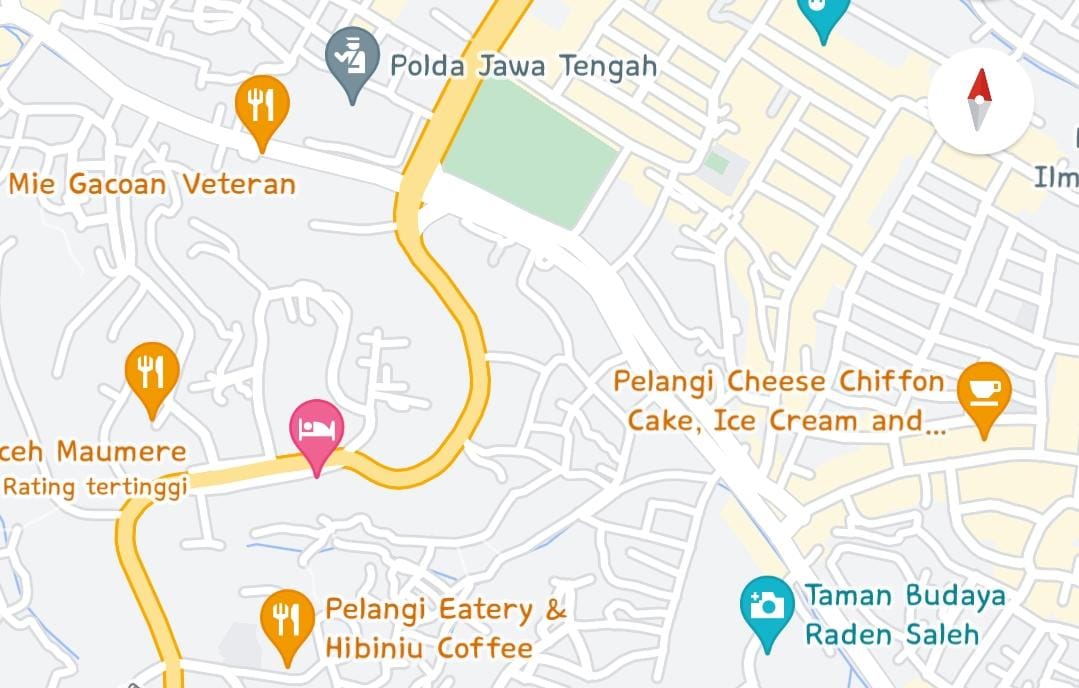 Polda Jawa Tengah
Mie Gacoan Veteran
Ilm
Pelangi Cheese Chiffon
Cake, Ice Cream and...
ceh Maumere
Rating tertinggi
Taman Budaya
Raden Saleh
Pelangi Eatery &
Hibiniu Coffee